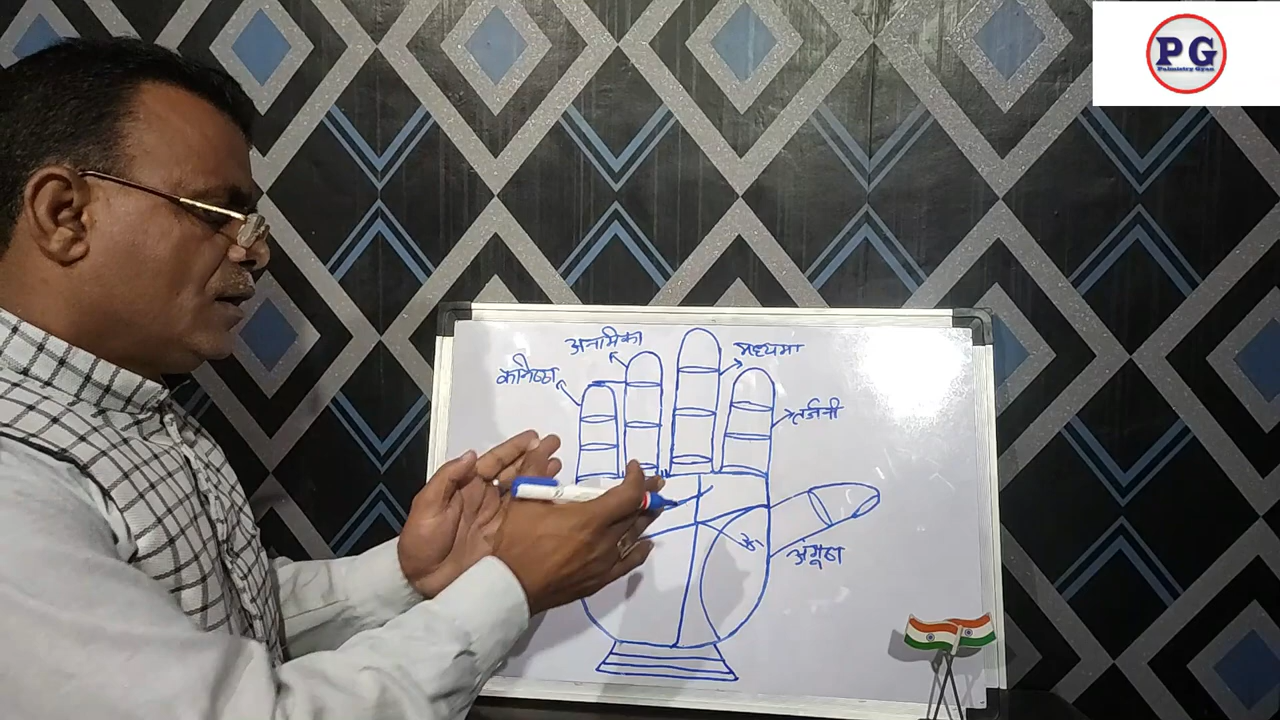 PG
Palmistry Gyan
अनामिका
मध्यमा
कनिष्ठा
तर्जनी
अंगूठा